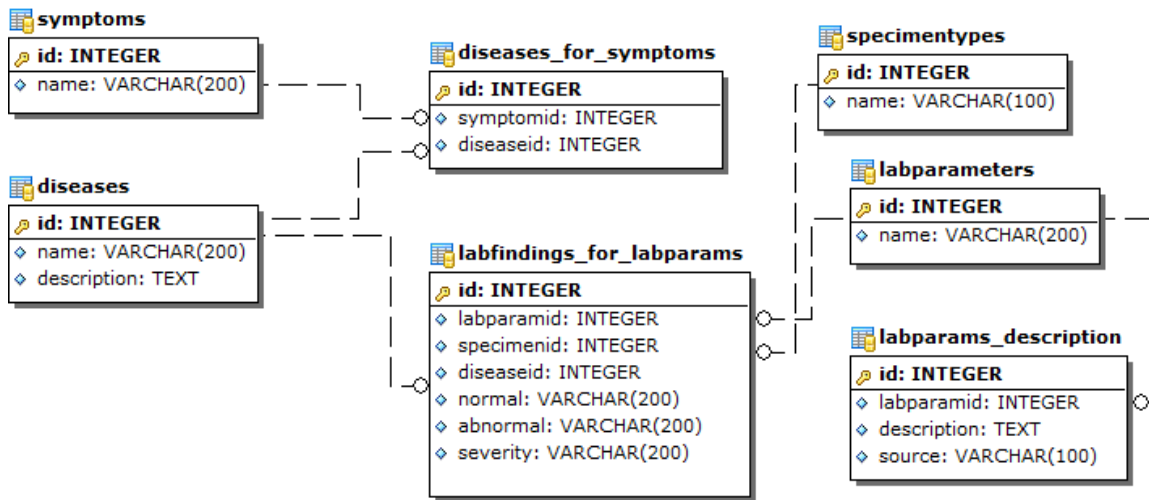 symptoms
id: INTEGER
name: VARCHAR(200)
diseases
id: INTEGER
name: VARCHAR(200)
description: TEXT
diseases_for_symptoms
id: INTEGER
symptomid: INTEGER
diseaseid: INTEGER
labfindings_for_labparams
id: INTEGER
labparamid: INTEGER
specimenid: INTEGER
diseaseid: INTEGER
normal: VARCHAR(200)
abnormal: VARCHAR(200)
severity: VARCHAR(200)
specimentypes
id: INTEGER
name: VARCHAR(100)
labparameters
id: INTEGER
name: VARCHAR(200)
labparams_description
id: INTEGER
labparamid: INTEGER
description: TEXT
source: VARCHAR(100)